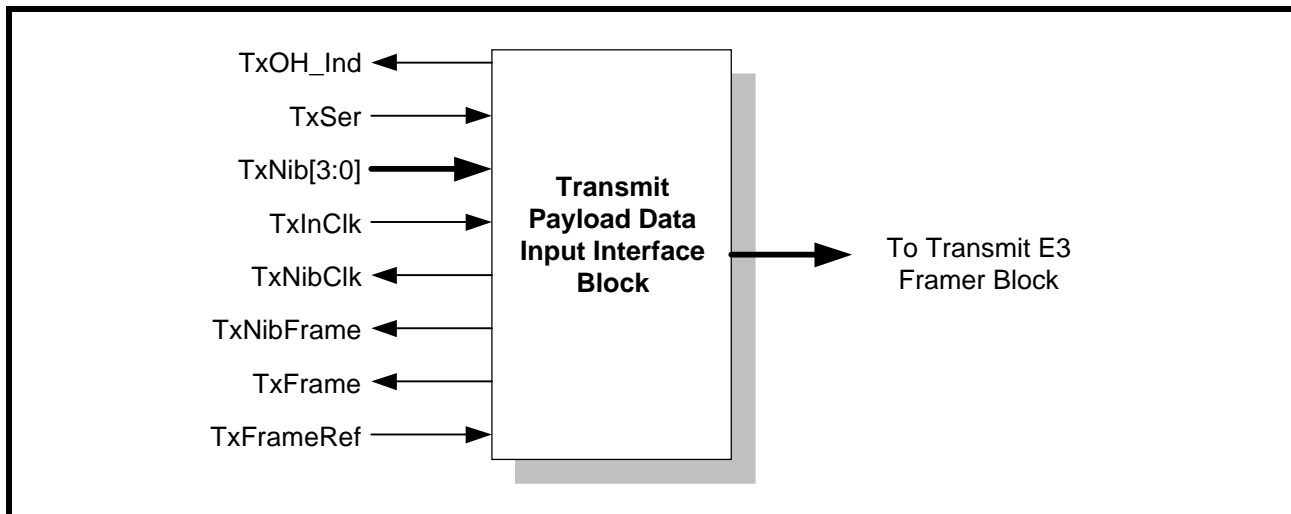 TxOH_Ind
TxSer
TxNib[3:0]
TxInClk
TxNibClk
TxNibFrame
TxFrame
TxFrameRef
Transmit
Payload Data
Input Interface
Block
To Transmit E3
Framer Block